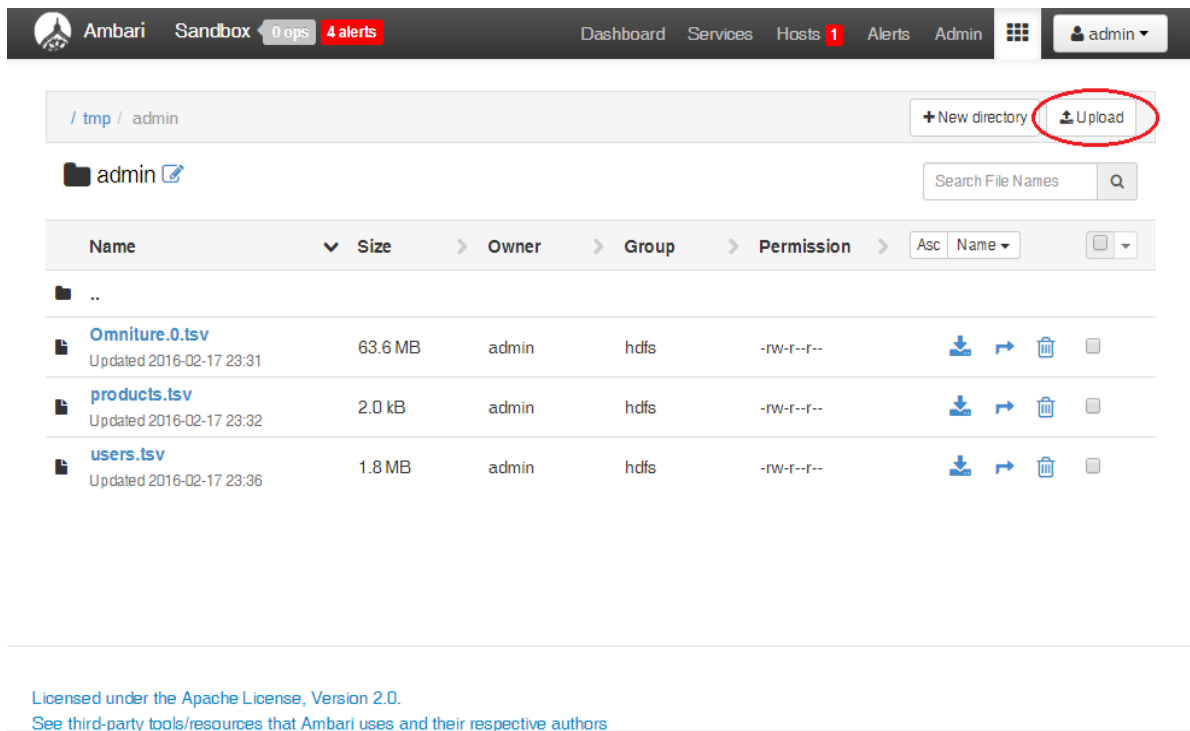 Ambari Sandbox 0 ops 4 alerts Dashboard Services Hosts 1 Alerts Admin admin
/ tmp / admin New directory Upload
admin Search File Names
Name Size Owner Group Permission Asc Name
..
Omniture.0.tsv
Updated 2016-02-17 23:31
63.6 MB admin hdfs -rw-r--r--
products.tsv
Updated 2016-02-17 23:32
2.0 kB admin hdfs -rw-r--r--
users.tsv
Updated 2016-02-17 23:36
1.8 MB admin hdfs -rw-r--r--
Licensed under the Apache License, Version 2.0.
See third-party tools/resources that Ambari uses and their respective authors